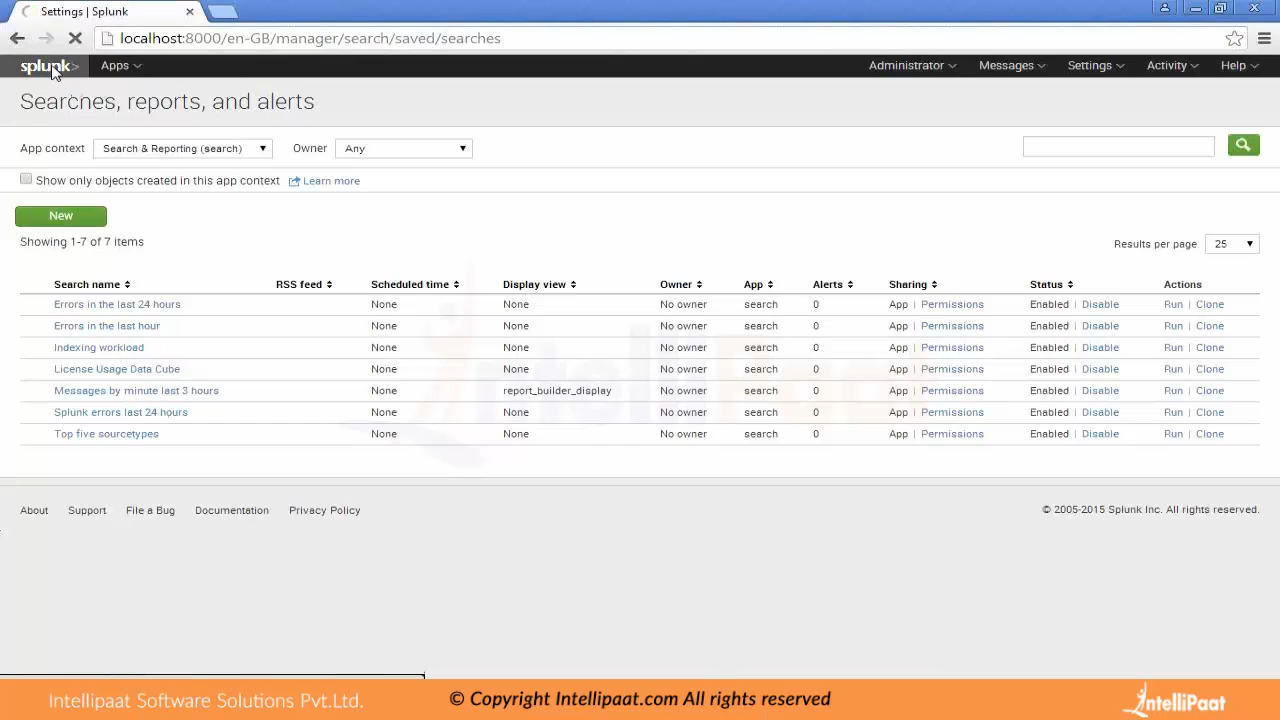 Settings | Splunk
localhost:8000/en-GB/manager/search/saved/searches
splunk> Apps Administrator Messages Settings Activity Help
Searches, reports, and alerts
App context Search & Reporting (search) Owner Any
Show only objects created in this app context Learn more
New
Showing 1-7 of 7 items Results per page 25
Search name RSS feed Scheduled time Display view Owner App Alerts Sharing Status Actions
Errors in the last 24 hours None None No owner search 0 App | Permissions Enabled | Disable Run | Clone
Errors in the last hour None None No owner search 0 App | Permissions Enabled | Disable Run | Clone
Indexing workload None None No owner search 0 App | Permissions Enabled | Disable Run | Clone
License Usage Data Cube None None No owner search 0 App | Permissions Enabled | Disable Run | Clone
Messages by minute last 3 hours None report_builder_display No owner search 0 App | Permissions Enabled | Disable Run | Clone
Splunk errors last 24 hours None None No owner search 0 App | Permissions Enabled | Disable Run | Clone
Top five sourcetypes None None No owner search 0 App | Permissions Enabled | Disable Run | Clone
IntelliPaat
About Support File a Bug Documentation Privacy Policy © 2005-2015 Splunk Inc. All rights reserved.
Intellipaat Software Solutions Pvt.Ltd. © Copyright Intellipaat.com All rights reserved IntelliPaat